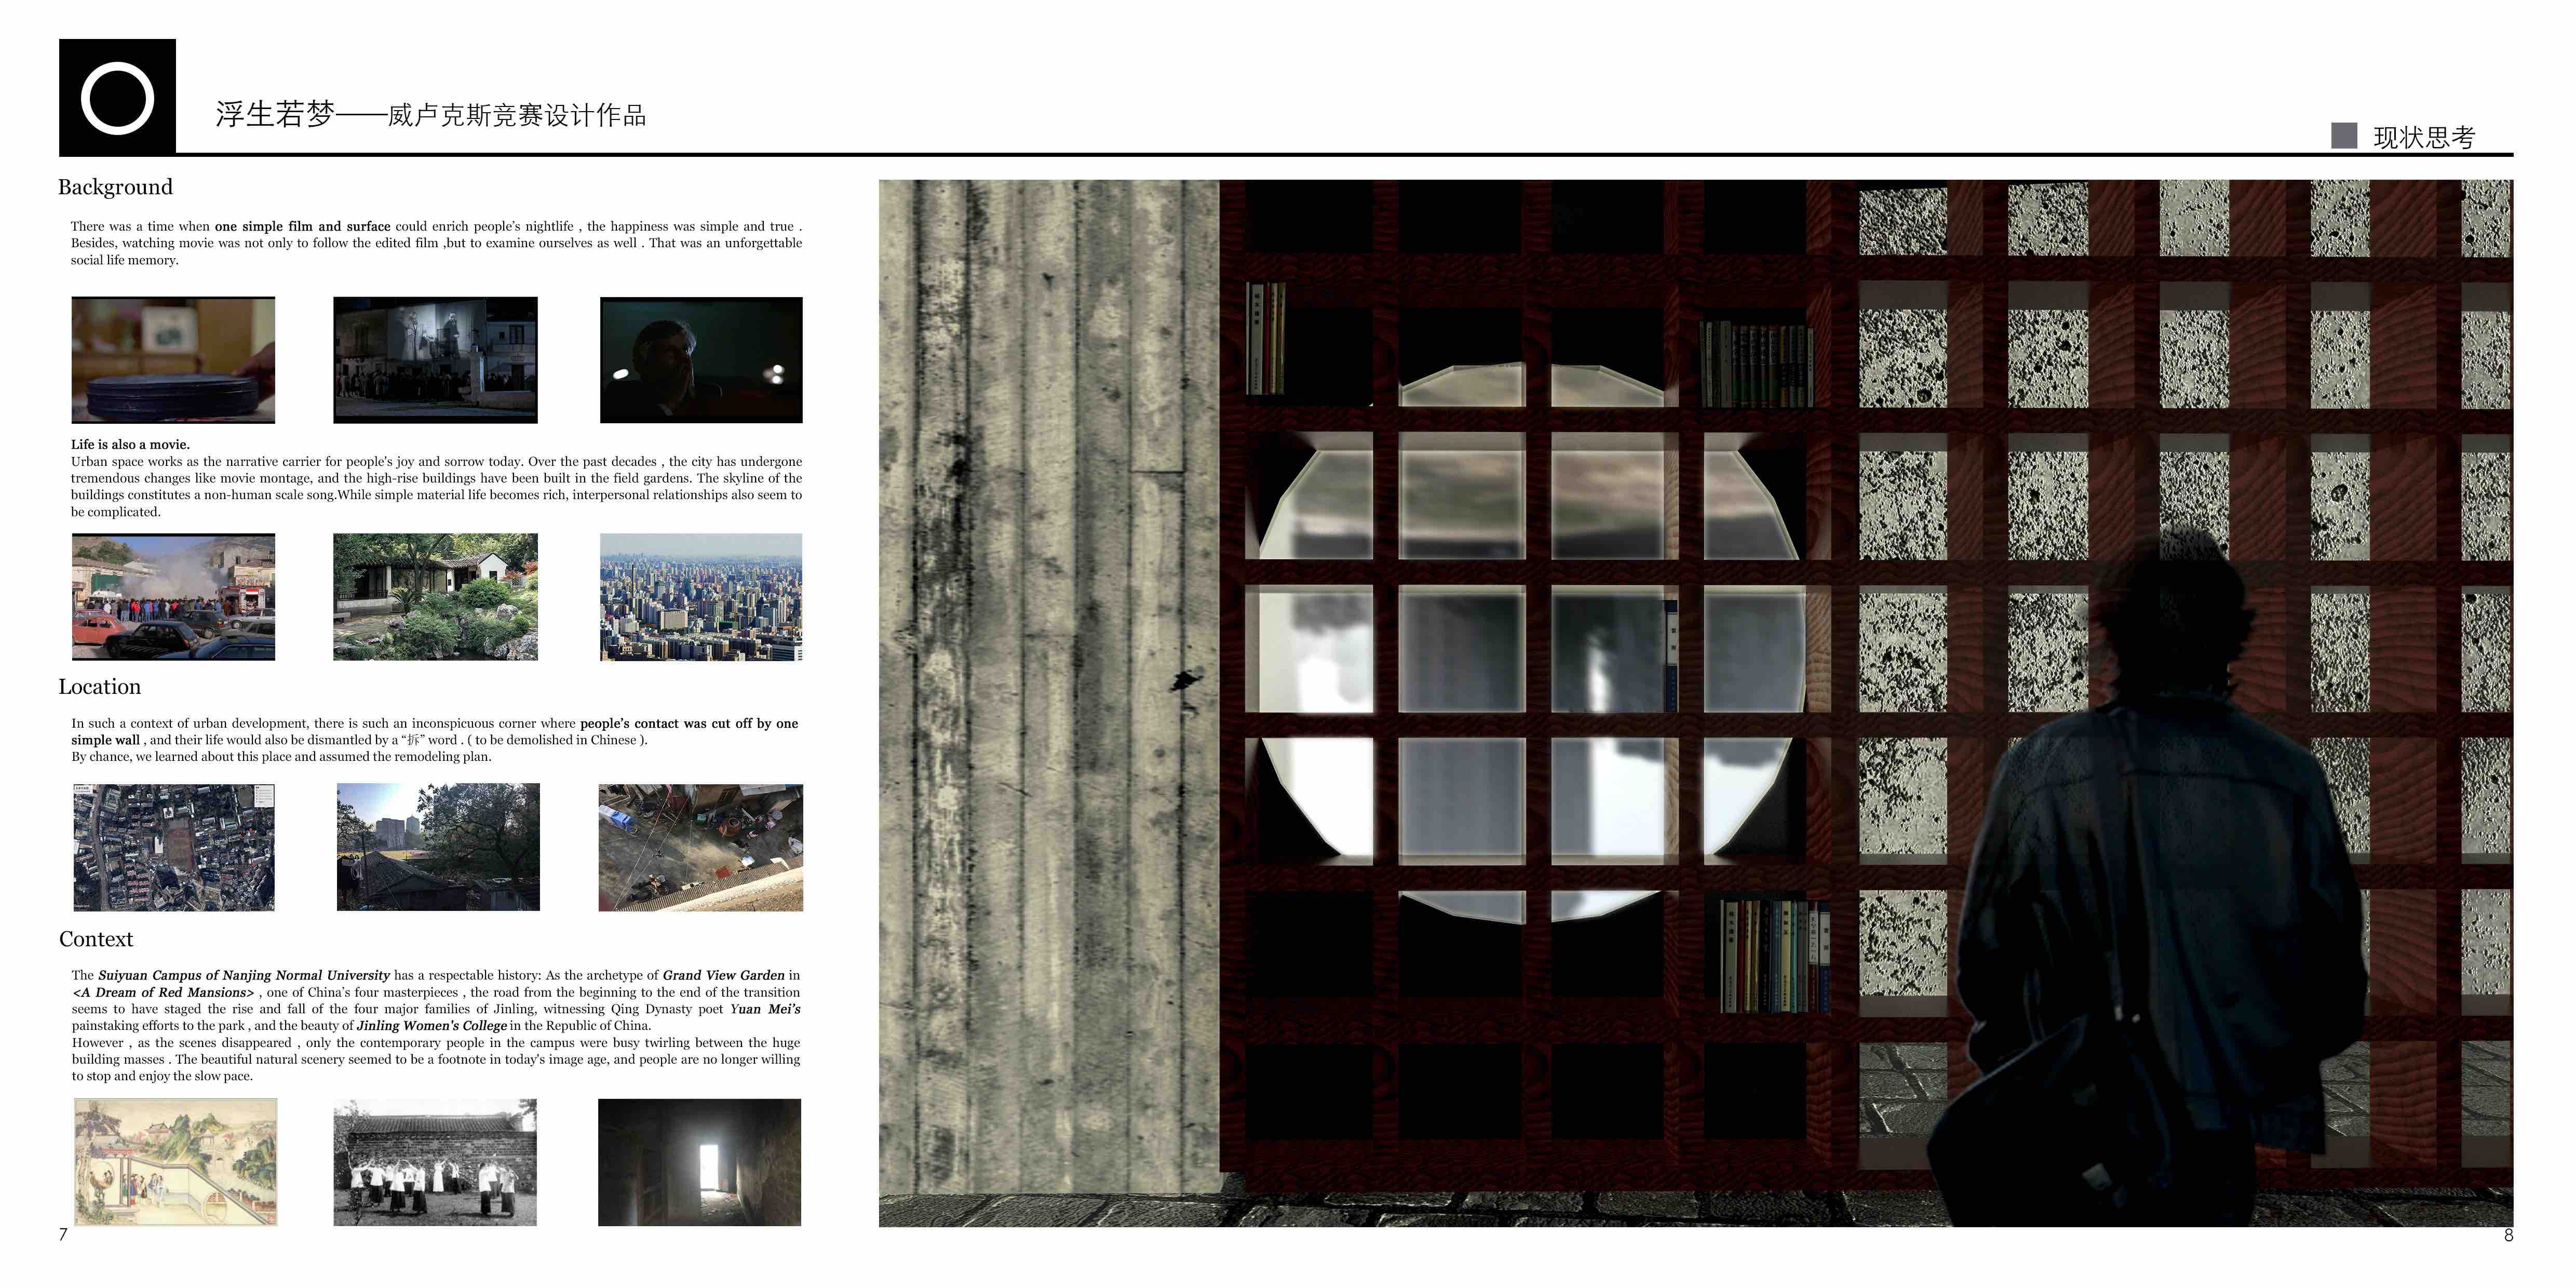 浮生若梦——威卢克斯竞赛设计作品
现状思考
Background
There was a time when one simple film and surface could enrich people's nightlife , the happiness was simple and true .
Besides, watching movie was not only to follow the edited film ,but to examine ourselves as well . That was an unforgettable
social life memory.
Life is also a movie.
Urban space works as the narrative carrier for people's joy and sorrow today. Over the past decades , the city has undergone
tremendous changes like movie montage, and the high-rise buildings have been built in the field gardens. The skyline of the
buildings constitutes a non-human scale song.While simple material life becomes rich, interpersonal relationships also seem to
be complicated.
Location
In such a context of urban development, there is such an inconspicuous corner where people's contact was cut off by one
simple wall , and their life would also be dismantled by a “拆” word . ( to be demolished in Chinese ).
By chance, we learned about this place and assumed the remodeling plan.
Context
The Suiyuan Campus of Nanjing Normal University has a respectable history: As the archetype of Grand View Garden in
<A Dream of Red Mansions> , one of China's four masterpieces , the road from the beginning to the end of the transition
seems to have staged the rise and fall of the four major families of Jinling, witnessing Qing Dynasty poet Yuan Mei's
painstaking efforts to the park , and the beauty of Jinling Women's College in the Republic of China.
However , as the scenes disappeared , only the contemporary people in the campus were busy twirling between the huge
building masses . The beautiful natural scenery seemed to be a footnote in today's image age, and people are no longer willing
to stop and enjoy the slow pace.
7
8